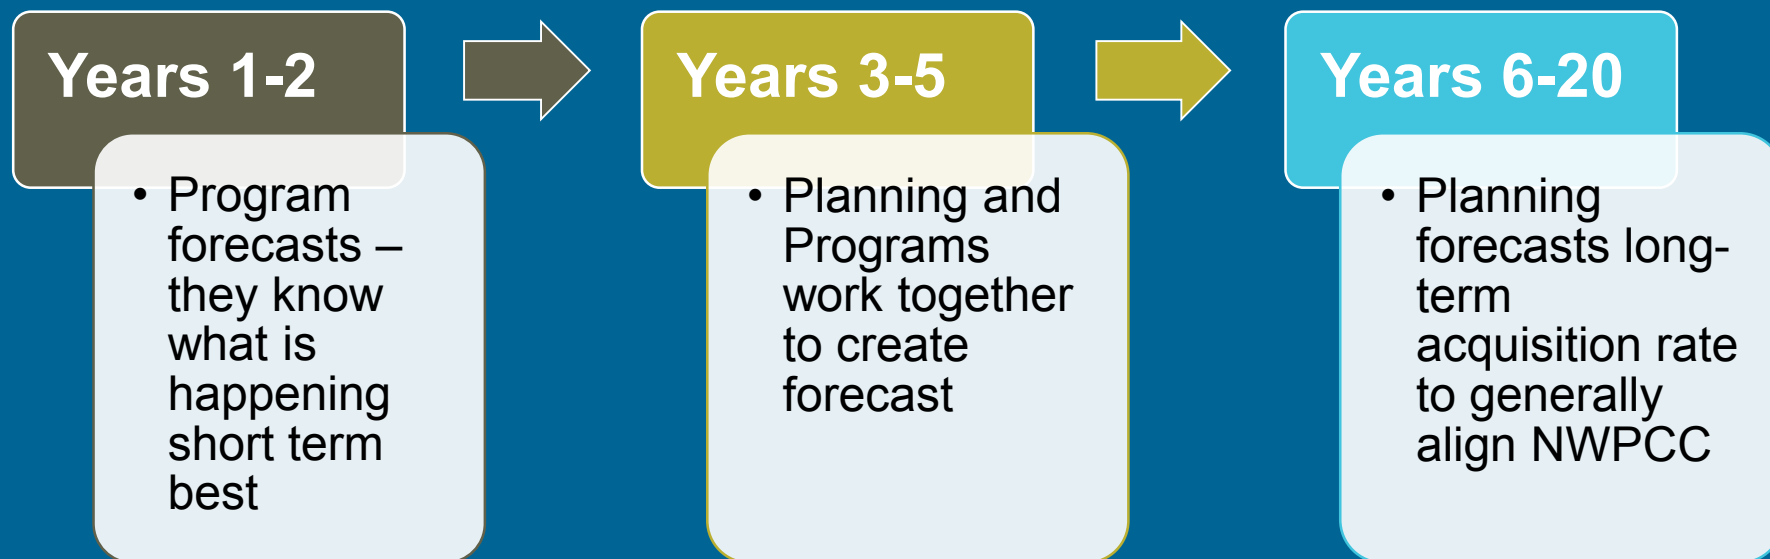 Years 1-2
• Program
forecasts –
they know
what is
happening
short term
best
Years 3-5
• Planning and
Programs
work together
to create
forecast
Years 6-20
• Planning
forecasts long-
term
acquisition rate
to generally
align NWPCC